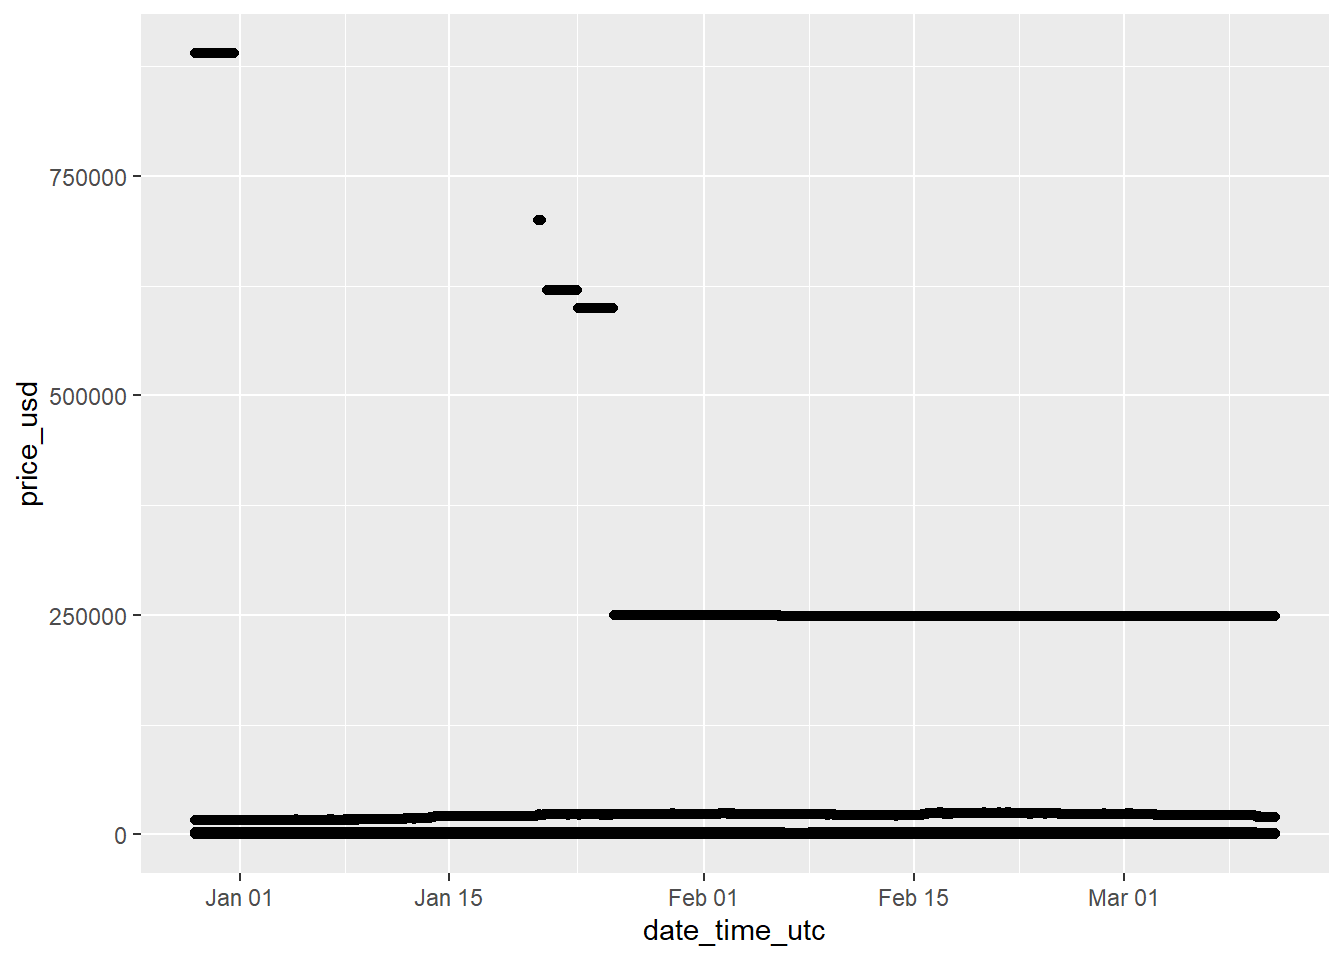 price_usd
750000
500000
250000
0
Jan 01
Jan 15
Feb 01
Feb 15
Mar 01
date_time_utc